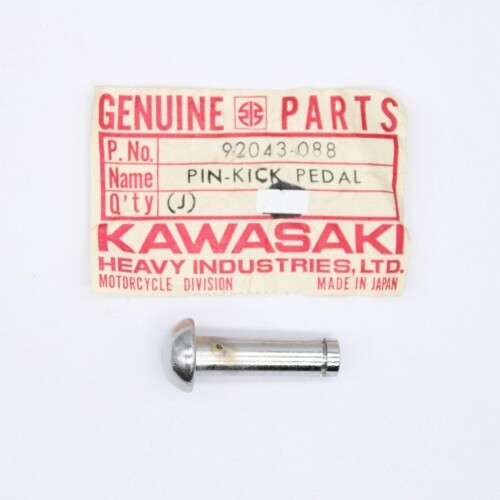 GENUINE PARTS
P. No. 92043-088
Name PIN-KICK PEDAL
Q'ty (J)
KAWASAKI
HEAVY INDUSTRIES, LTD.
MOTORCYCLE DIVISION MADE IN JAPAN